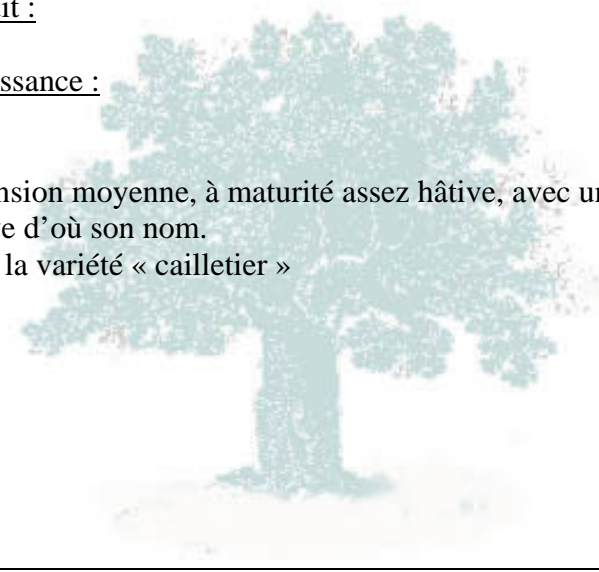 it :
ssance :
nsion moyenne, à maturité assez hâtive, avec un
e d’où son nom.
la variété « cailletier »